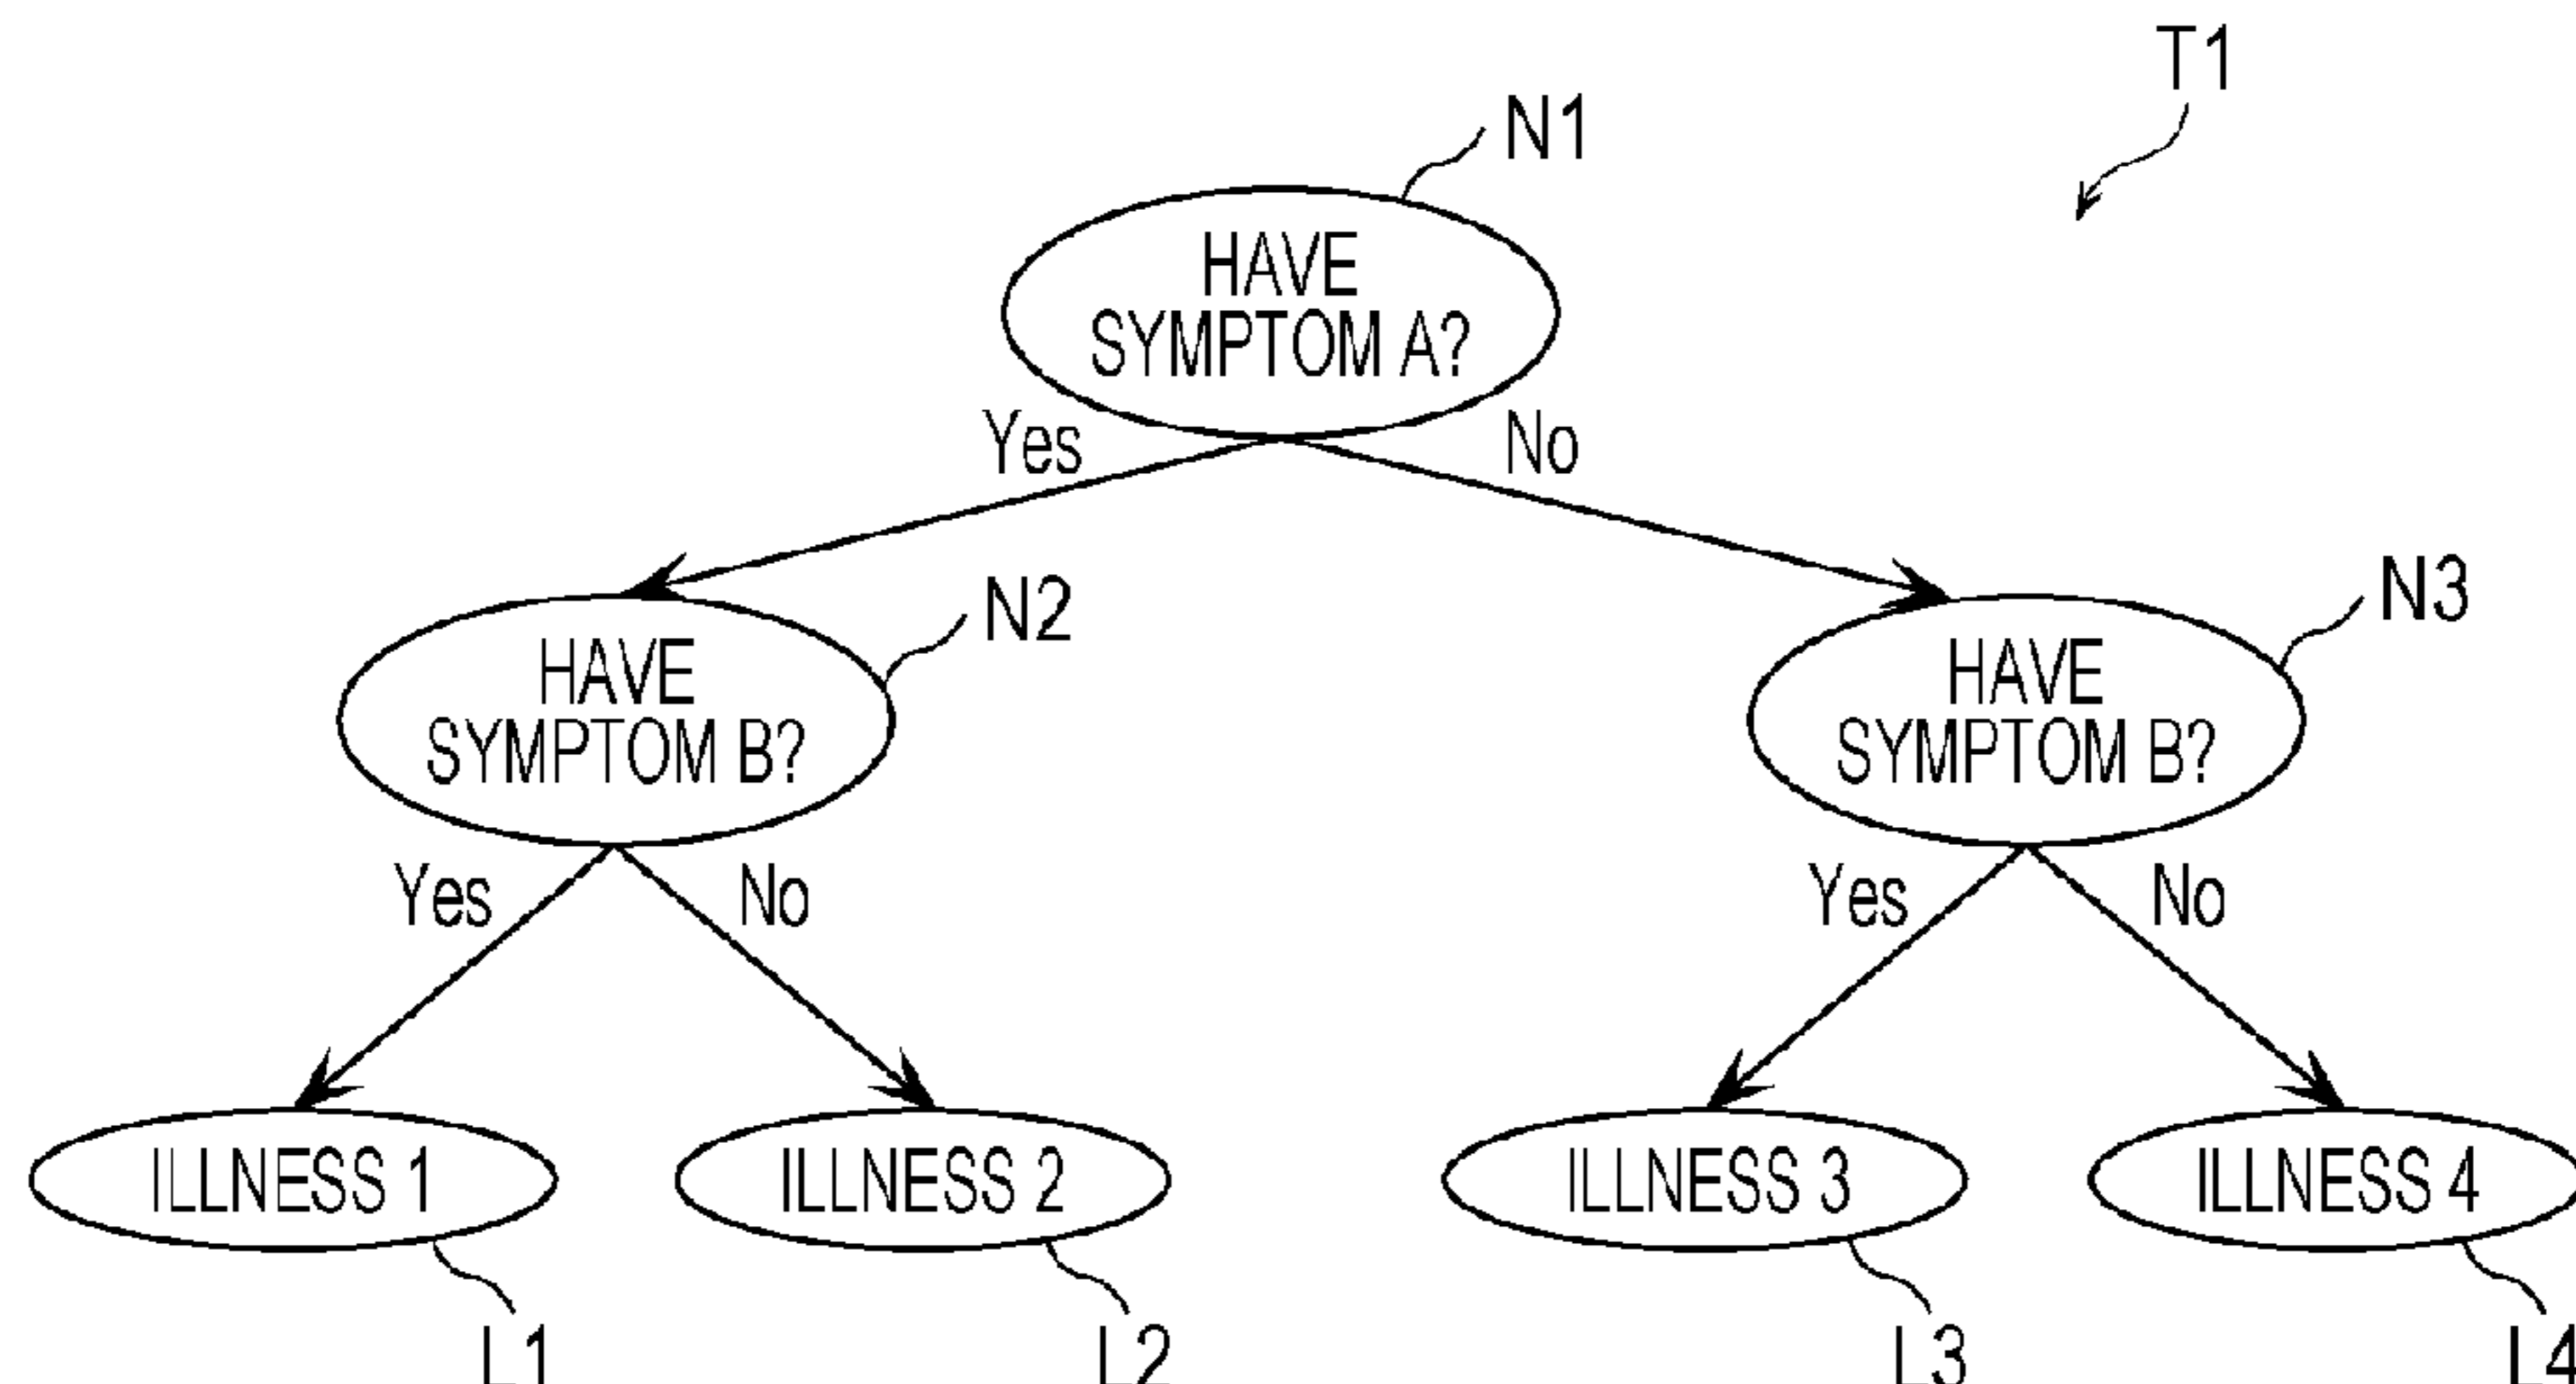 T1
N1
HAVE
SYMPTOM A?
Yes
No
N2
N3
HAVE
SYMPTOM B?
HAVE
SYMPTOM B?
Yes
No
Yes
No
ILLNESS 1
ILLNESS 2
ILLNESS 3
ILLNESS 4
L1
L2
L3
L4